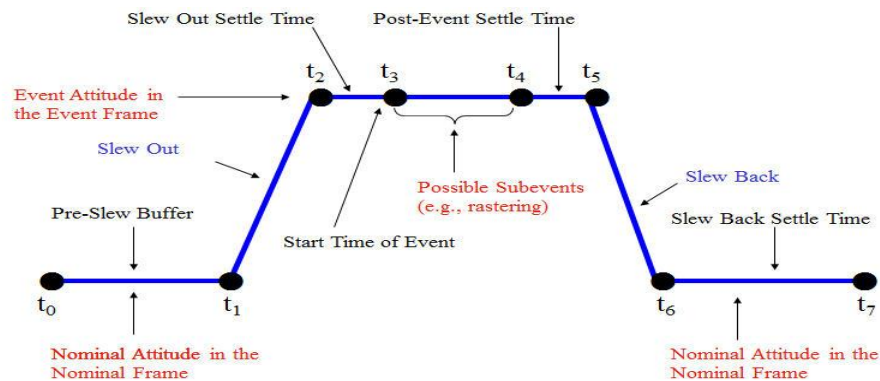 Slew Out Settle Time
Post-Event Settle Time
t2
t3
t4
t5
Event Attitude in
the Event Frame
Slew Out
Possible Subevents
(e.g., rastering)
Slew Back
Pre-Slew Buffer
Start Time of Event
Slew Back Settle Time
t0
t1
t6
t7
Nominal Attitude in the
Nominal Frame
Nominal Attitude in the
Nominal Frame